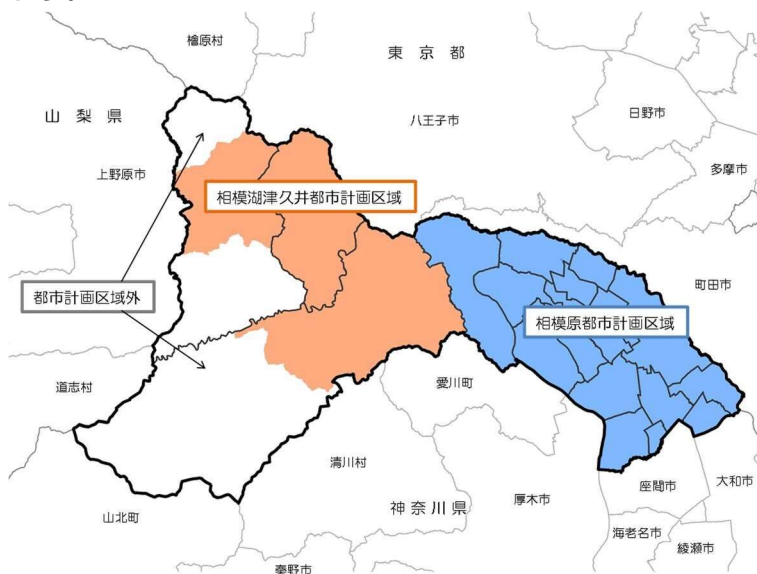 檜原村
東京都
山梨県
八王子市
日野市
上野原市
多摩市
相模湖津久井都市計画区域
都市計画区域外
町田市
相模原都市計画区域
道志村
愛川町
清川村
座間市
大和市
神奈川県
厚木市
山北町
海老名市
綾瀬市
秦野市